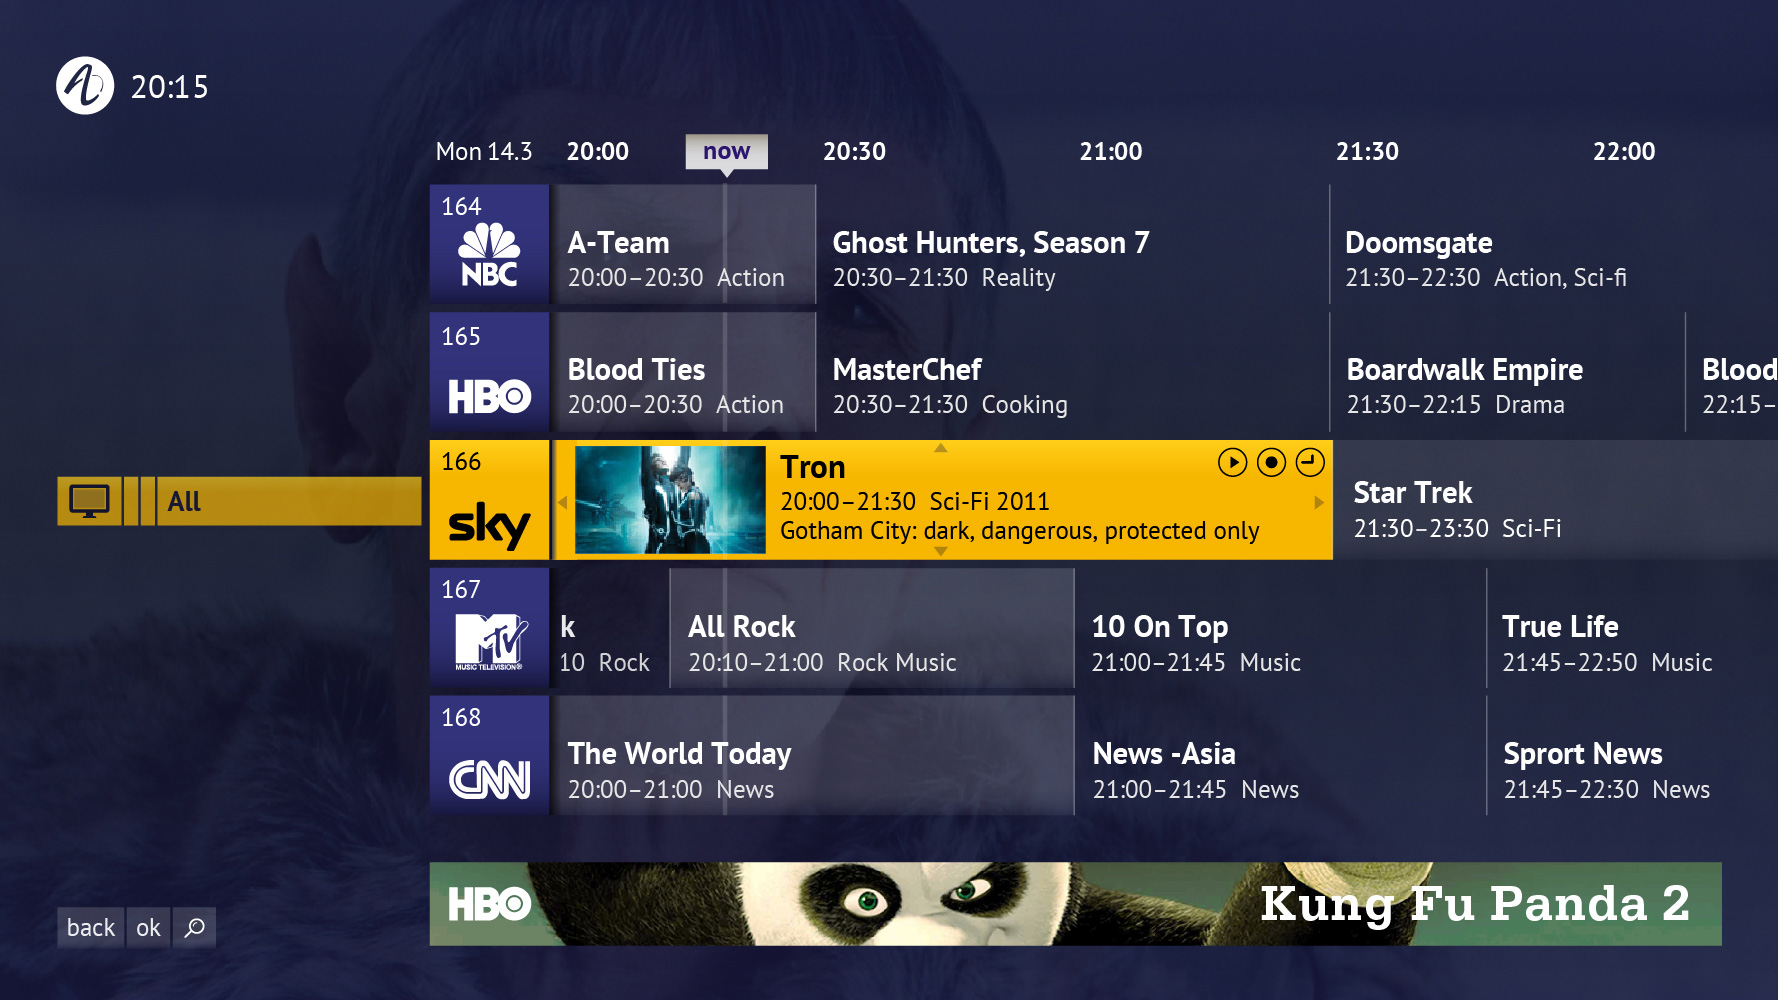 20:15
Mon 14.3 20:00 now 20:30 21:00 21:30 22:00
164
NBC
A-Team
20:00–20:30 Action
Ghost Hunters, Season 7
20:30–21:30 Reality
Doomsgate
21:30–22:30 Action, Sci-fi
165
HBO
Blood Ties
20:00–20:30 Action
MasterChef
20:30–21:30 Cooking
Boardwalk Empire
21:30–22:15 Drama
Blood
22:15–
All
166
sky
Tron
20:00–21:30 Sci-Fi 2011
Gotham City: dark, dangerous, protected only
Star Trek
21:30–23:30 Sci-Fi
167
MTV
MUSIC TELEVISION®
k
10 Rock
All Rock
20:10–21:00 Rock Music
10 On Top
21:00–21:45 Music
True Life
21:45–22:50 Music
168
CNN
The World Today
20:00–21:00 News
News -Asia
21:00–21:45 News
Sprort News
21:45–22:30 News
HBO
Kung Fu Panda 2
back ok